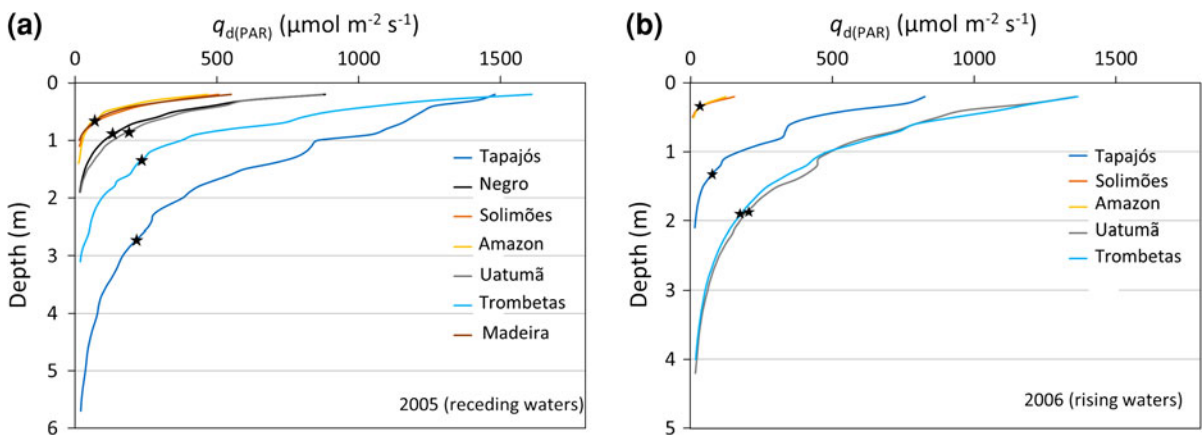 (a)
q d(PAR) (µmol m-2 s-1)
0 500 1000 1500
0
1
2
3
4
5
6
Depth (m)
Tapajós
Negro
Solimões
Amazon
Uatumã
Trombetas
Madeira
2005 (receding waters)
(b)
q d(PAR) (µmol m-2 s-1)
0 500 1000 1500
0
1
2
3
4
5
Depth (m)
Tapajós
Solimões
Amazon
Uatumã
Trombetas
2006 (rising waters)